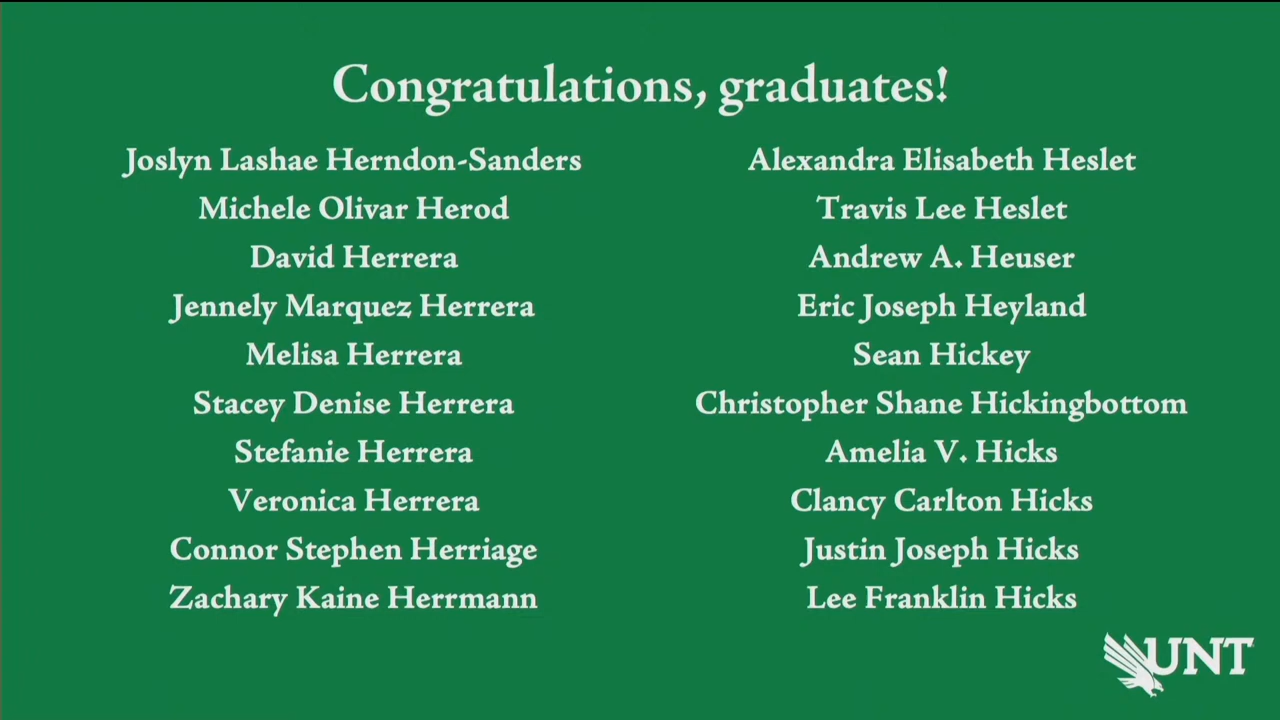 Congratulations, graduates!
Joslyn Lashae Herndon-Sanders
Michele Olivar Herod
David Herrera
Jennely Marquez Herrera
Melisa Herrera
Stacey Denise Herrera
Stefanie Herrera
Veronica Herrera
Connor Stephen Herriage
Zachary Kaine Herrmann
Alexandra Elisabeth Heslet
Travis Lee Heslet
Andrew A. Heuser
Eric Joseph Heyland
Sean Hickey
Christopher Shane Hickingbottom
Amelia V. Hicks
Clancy Carlton Hicks
Justin Joseph Hicks
Lee Franklin Hicks
UNT